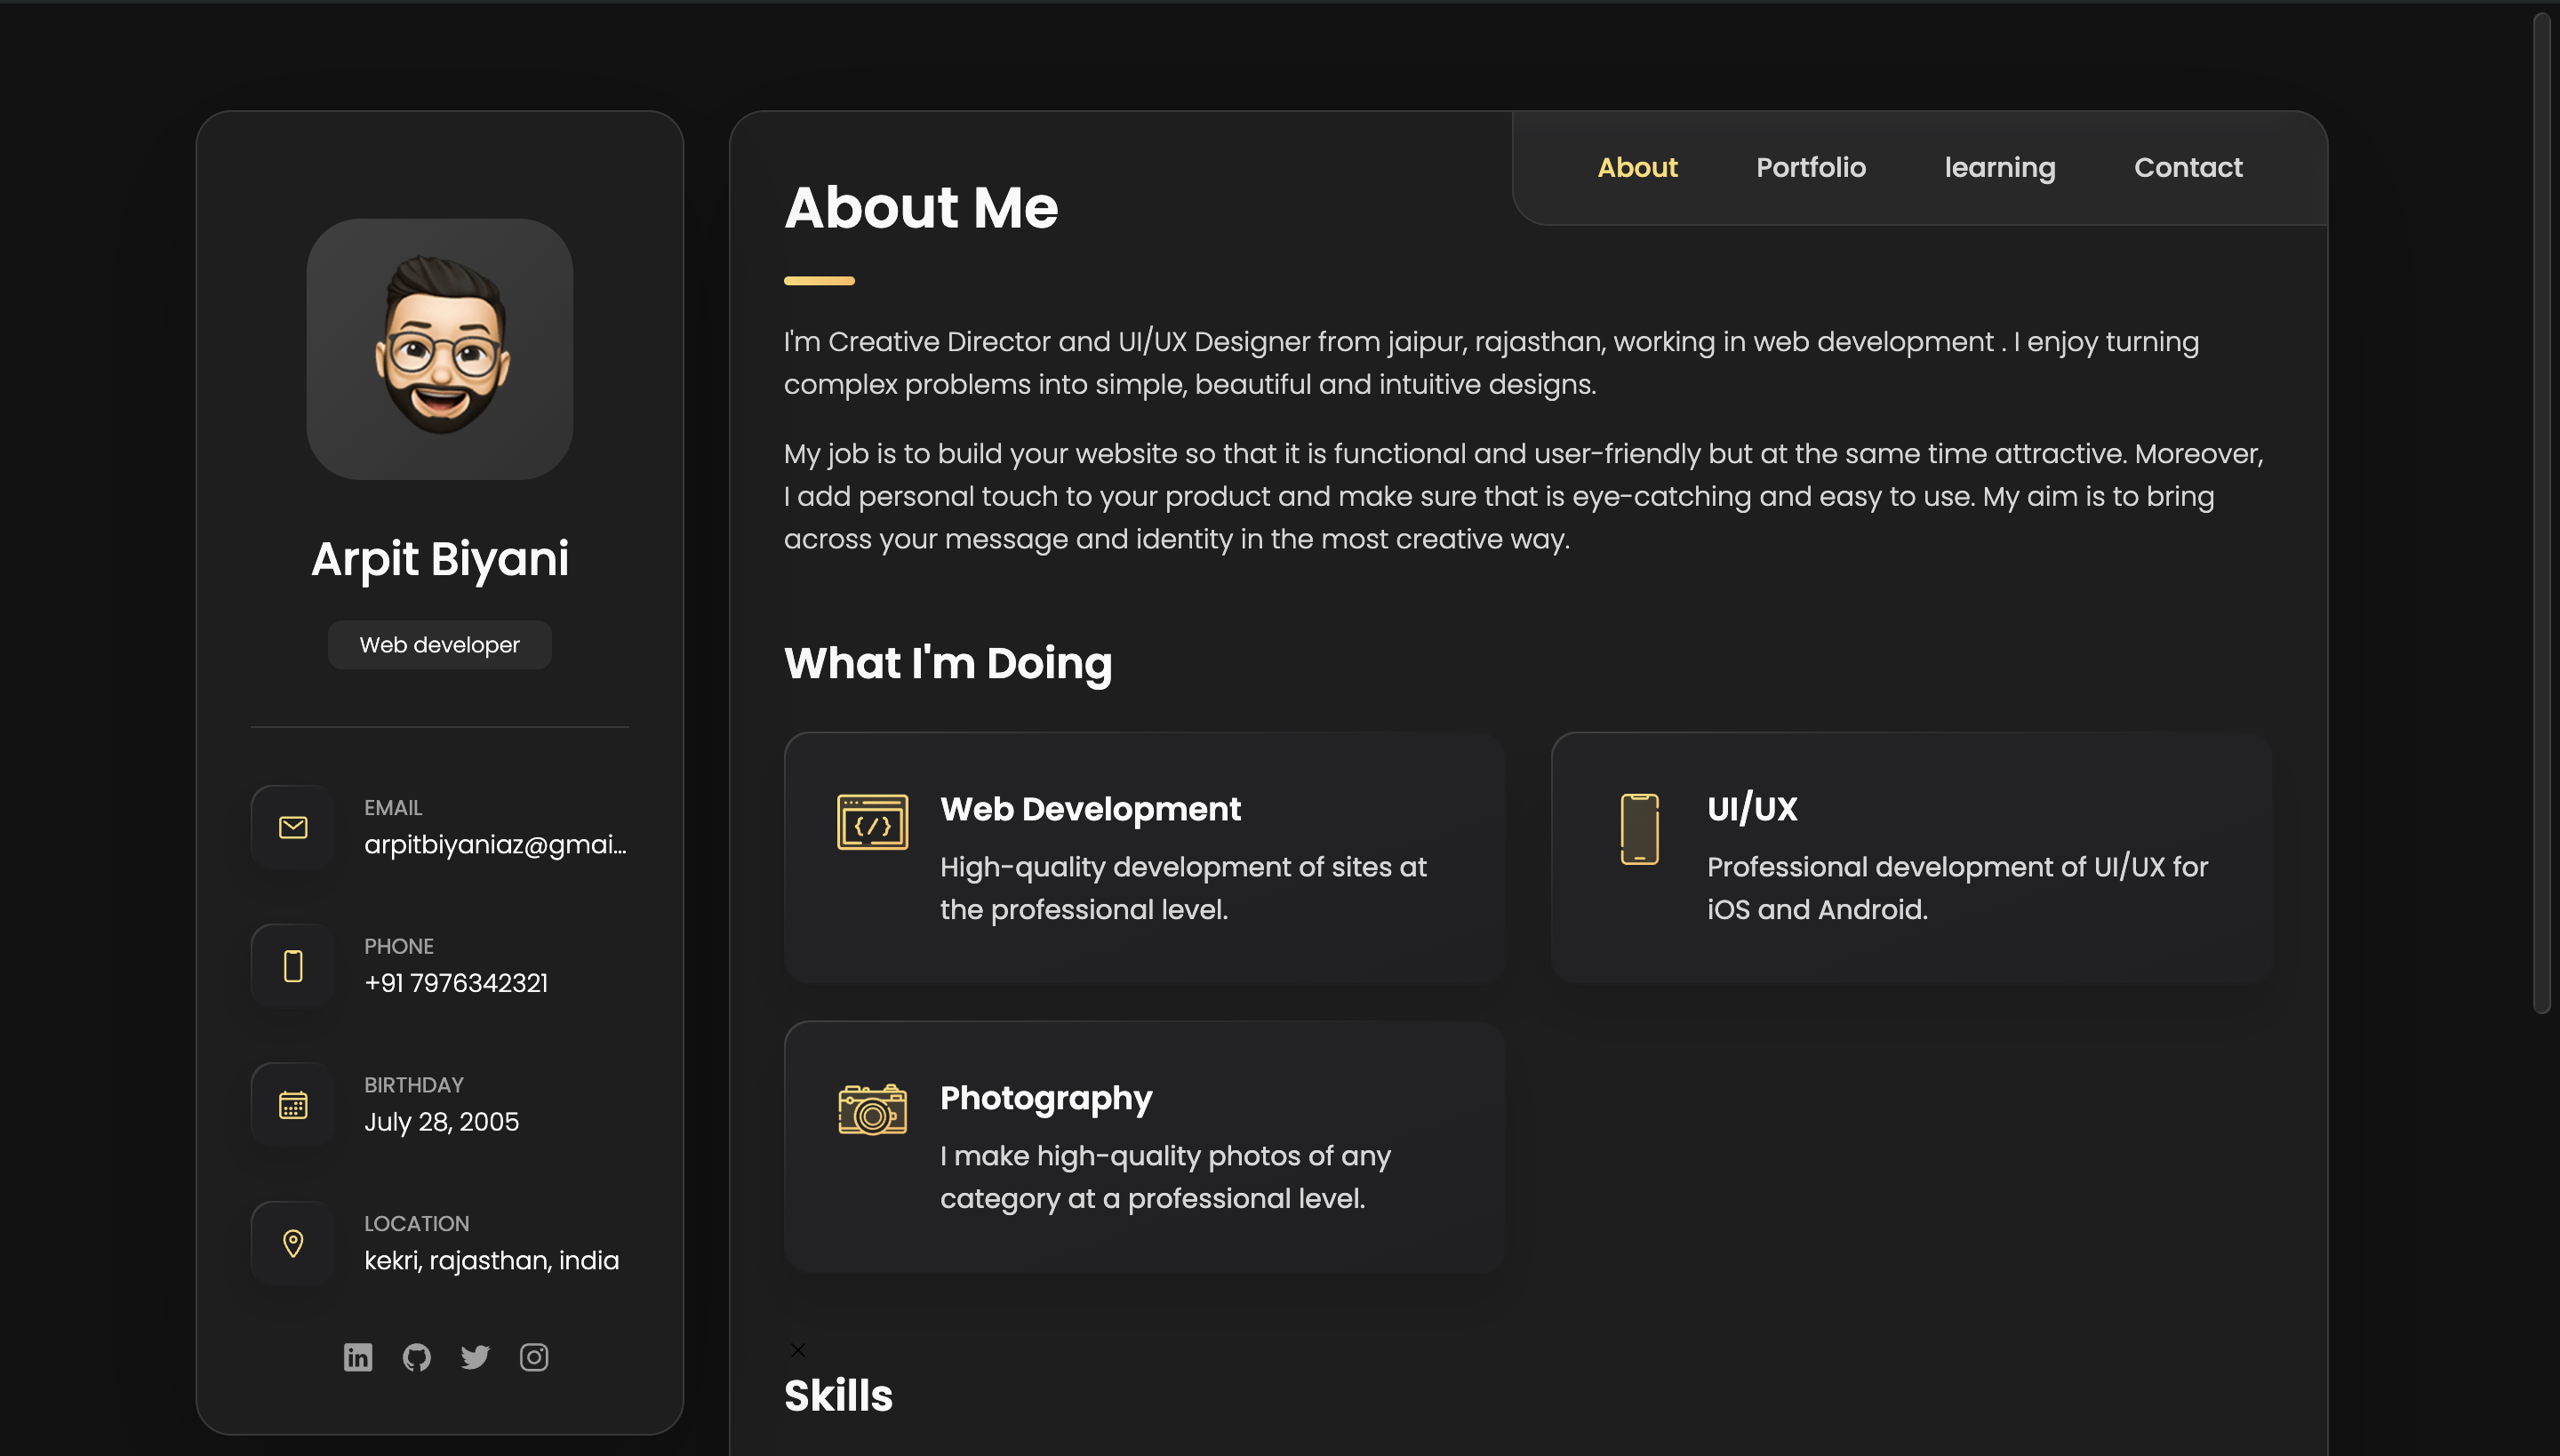 Arpit Biyani
Web developer
EMAIL
arpitbiyaniaz@gmai...
PHONE
+91 7976342321
BIRTHDAY
July 28, 2005
LOCATION
kekri, rajasthan, india
About
Portfolio
learning
Contact
About Me
I'm Creative Director and UI/UX Designer from jaipur, rajasthan, working in web development . I enjoy turning
complex problems into simple, beautiful and intuitive designs.
My job is to build your website so that it is functional and user-friendly but at the same time attractive. Moreover,
I add personal touch to your product and make sure that is eye-catching and easy to use. My aim is to bring
across your message and identity in the most creative way.
What I'm Doing
Web Development
High-quality development of sites at
the professional level.
UI/UX
Professional development of UI/UX for
iOS and Android.
Photography
I make high-quality photos of any
category at a professional level.
Skills